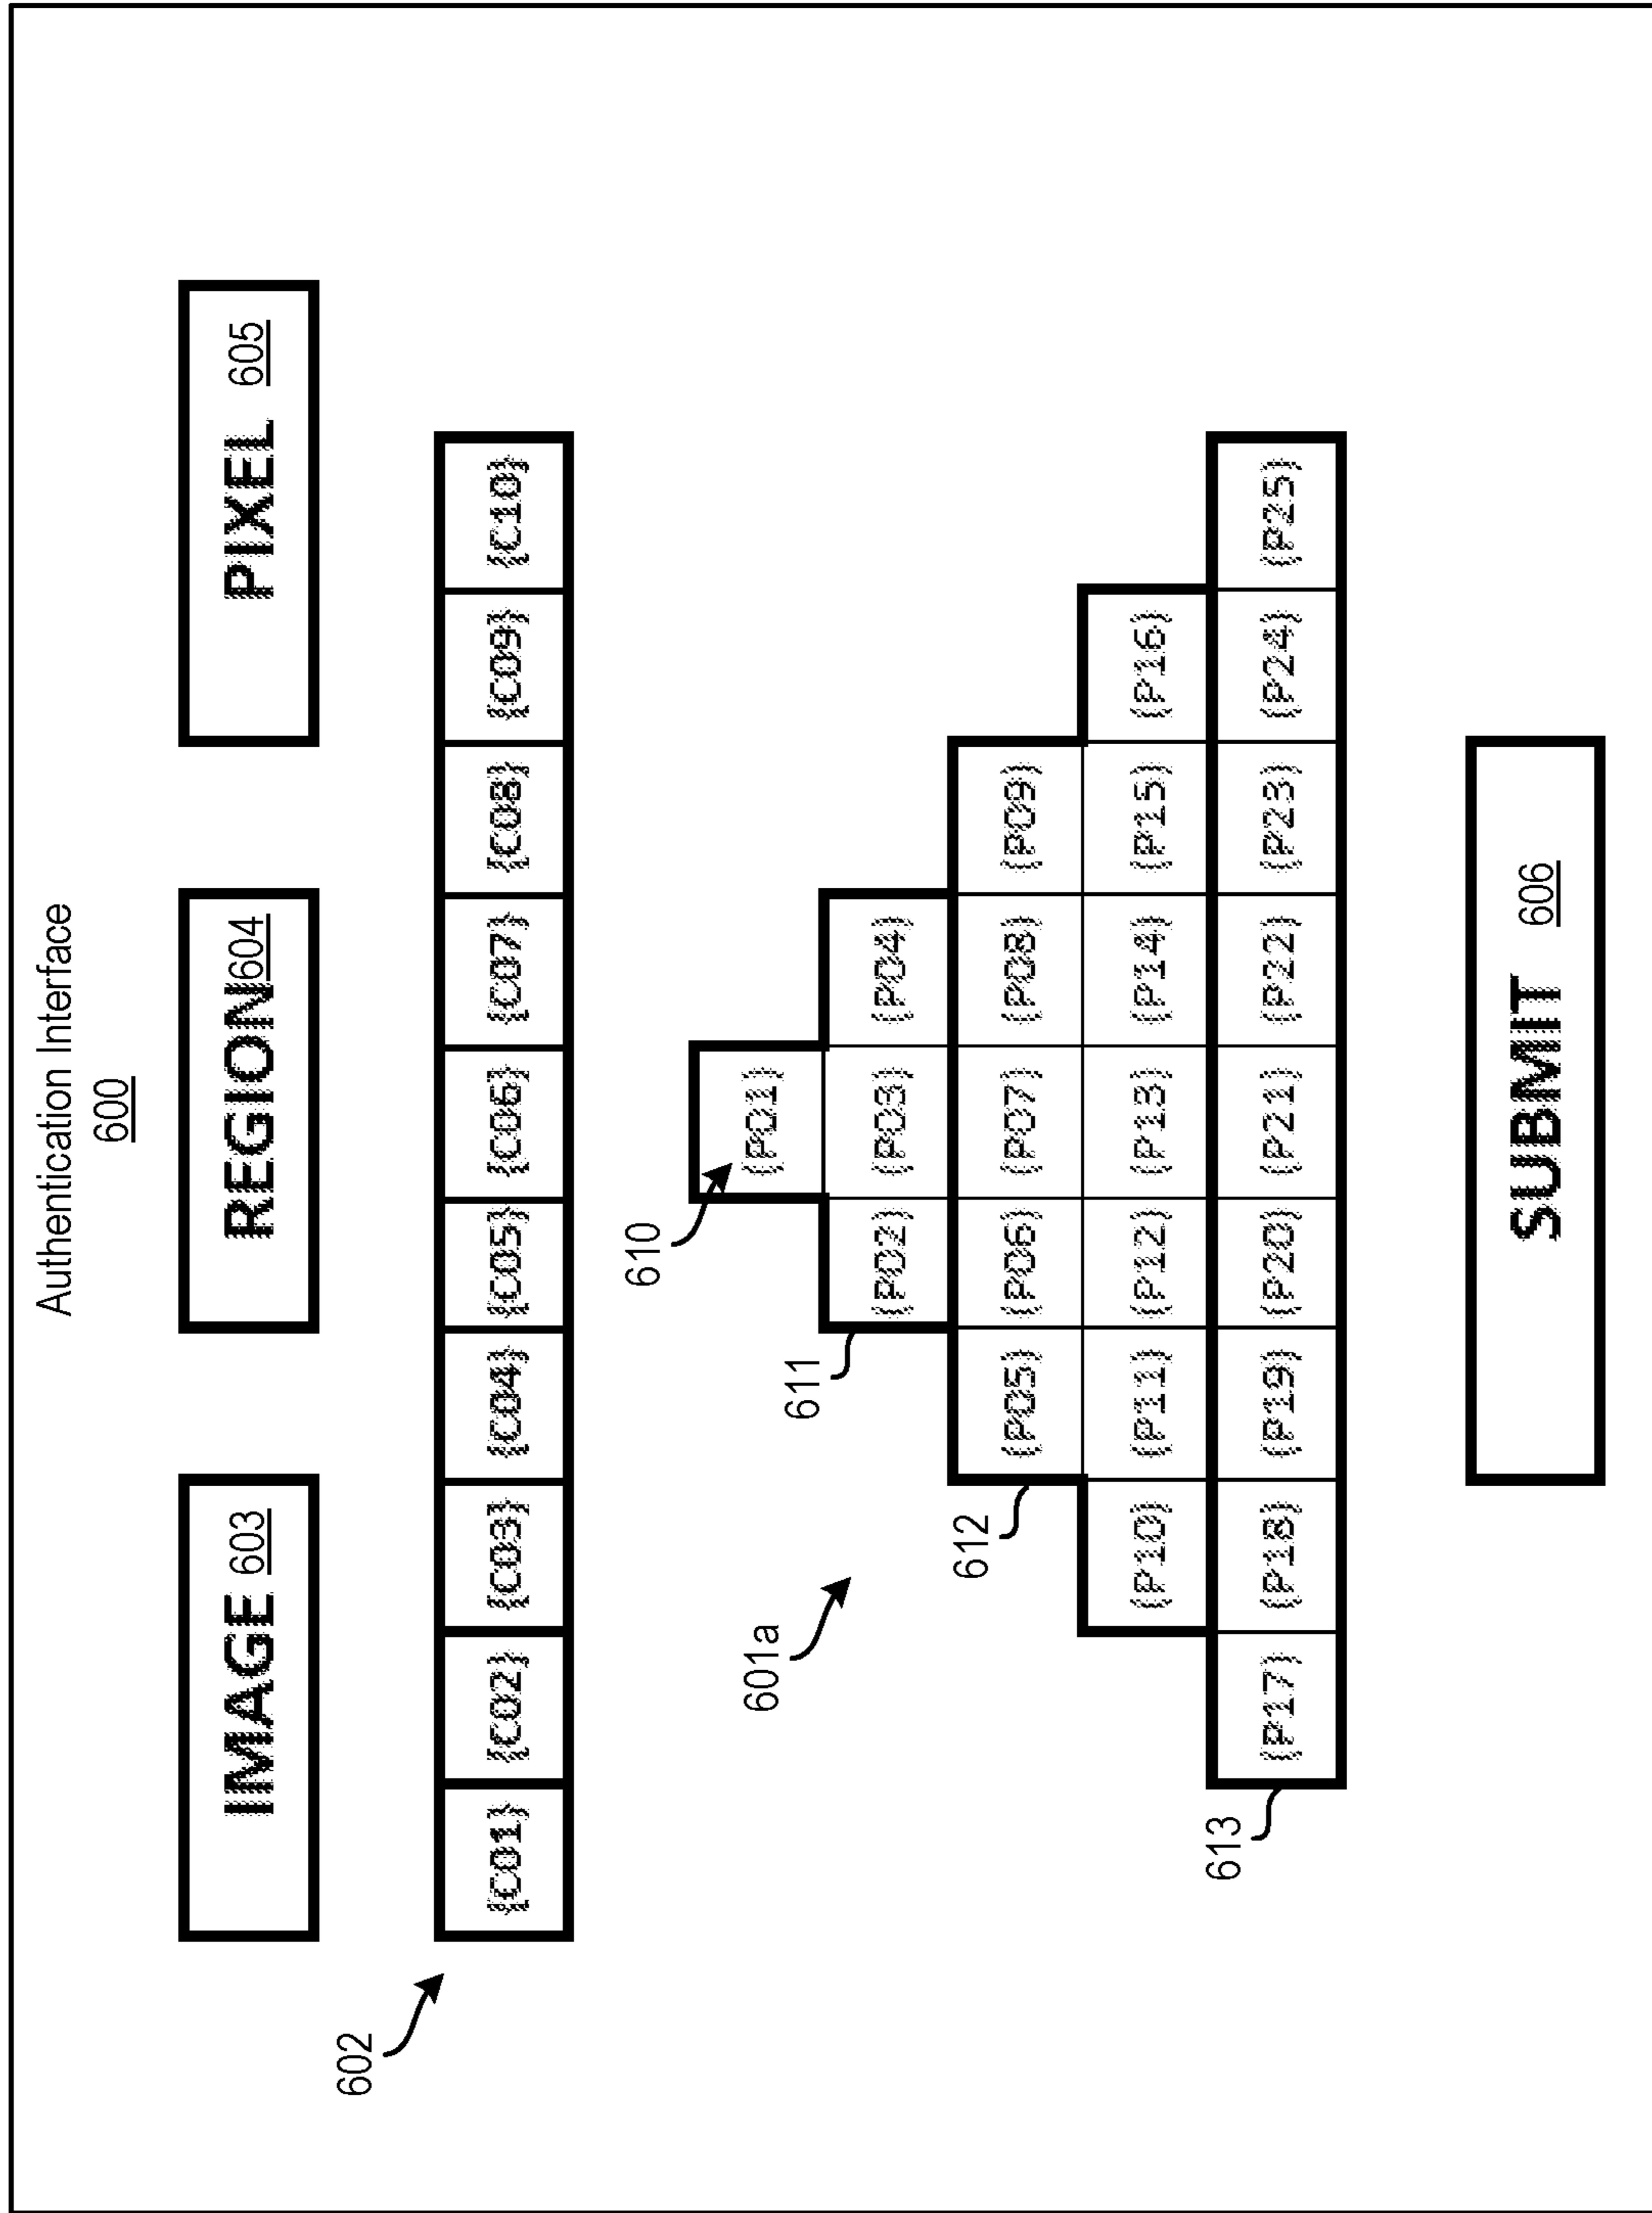 Authentication Interface
600
IMAGE 603 REGION 604 PIXEL 605
602
{C01} {C02} {C03} {C04} {C05} {C06} {C07} {C08} {C09} {C10}
610
(P01)
601a
611
(P02) (P03) (P04)
612
(P05) (P06) (P07) (P08) (P09)
(P10) (P11) (P12) (P13) (P14) (P15) (P16)
613
(P17) (P18) (P19) (P20) (P21) (P22) (P23) (P24) (P25)
SUBMIT 606